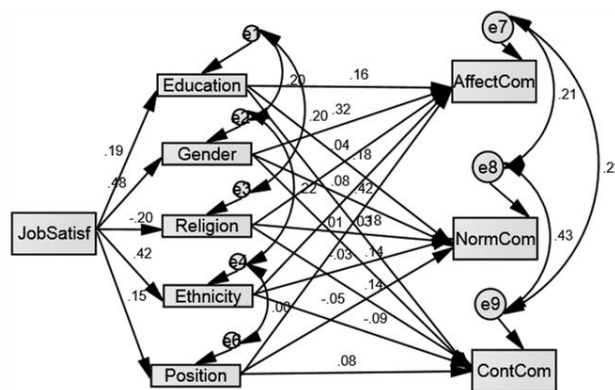 e1
e7
.20
Education
.16
AffectCom
e2
.20
.32
.21
.19
Gender
.04
.18
.48
.08
.42
e8
e3
.22
JobSatisf
-.20
Religion
.01
.03
.18
NormCom
.42
-.03
.14
.43
e4
Ethnicity
-.05
.14
.15
.00
-.09
e9
e6
Position
.08
ContCom